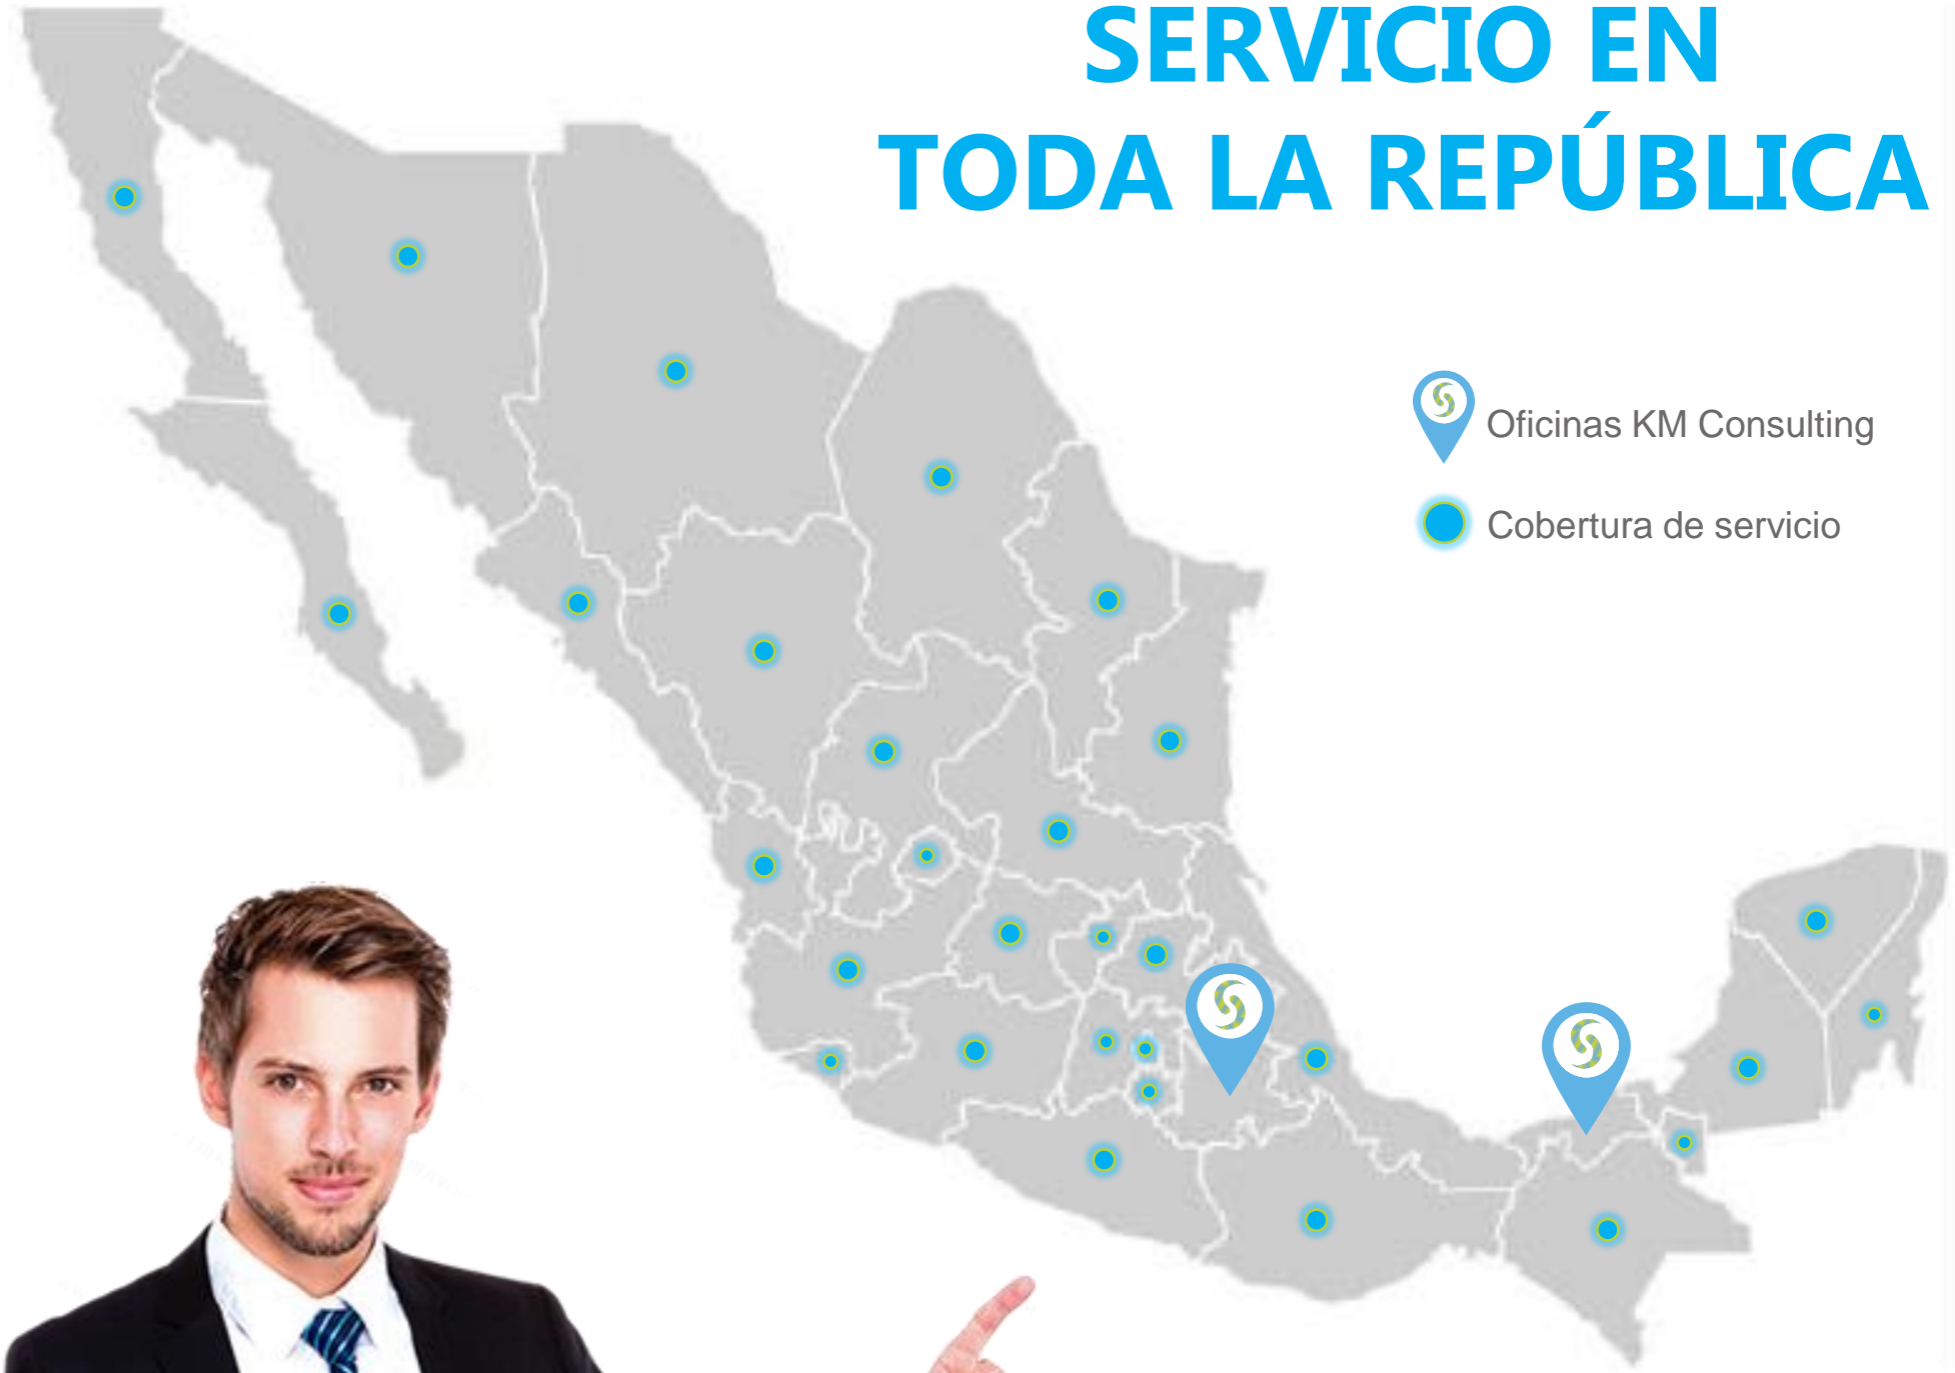 SERVICIO EN
TODA LA REPÚBLICA
Oficinas KM Consulting
Cobertura de servicio